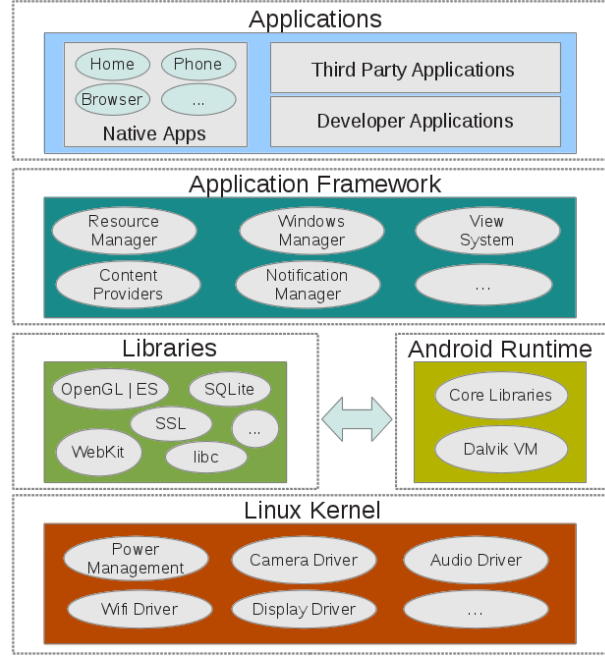 Applications
Home
Phone
Browser
...
Native Apps
Third Party Applications
Developer Applications
Application Framework
Resource
Manager
Windows
Manager
View
System
Content
Providers
Notification
Manager
...
Libraries
OpenGL | ES
SQLite
SSL
...
WebKit
libc
Android Runtime
Core Libraries
Dalvik VM
Linux Kernel
Power
Management
Camera Driver
Audio Driver
Wifi Driver
Display Driver
...